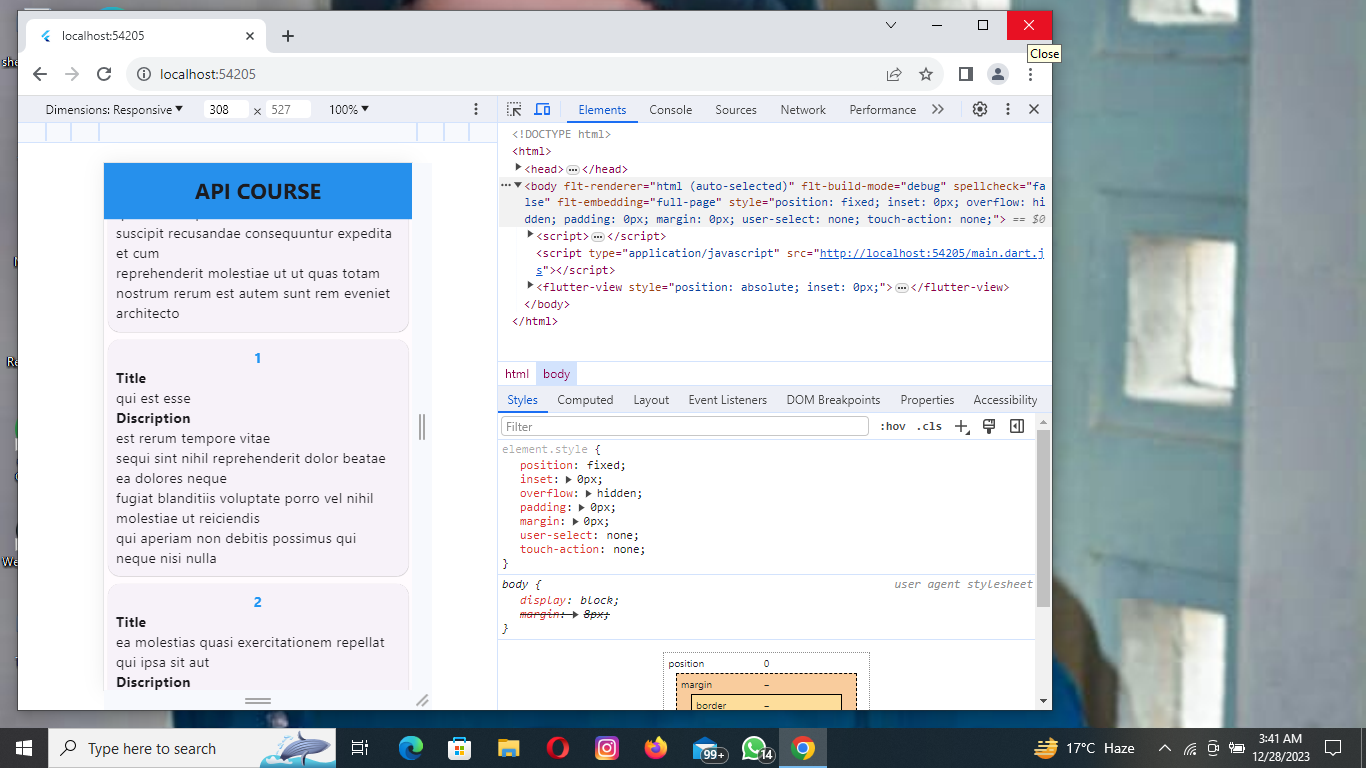 localhost:54205
Close
localhost:54205
Dimensions: Responsive
308
×
527
100%
API COURSE
suscipit recusandae consequuntur expedita
et cum
reprehenderit molestiae ut ut quas totam
nostrum rerum est autem sunt rem eveniet
architecto
1
Title
qui est esse
Discription
est rerum tempore vitae
sequi sint nihil reprehenderit dolor beatae
ea dolores neque
fugiat blanditiis voluptate porro vel nihil
molestiae ut reiciendis
qui aperiam non debitis possimus qui
neque nisi nulla
2
Title
ea molestias quasi exercitationem repellat
qui ipsa sit aut
Discription
Elements Console Sources Network Performance
<!DOCTYPE html>
<html>
<head> … </head>
<body flt-renderer="html (auto-selected)" flt-build-mode="debug" spellcheck="fa
lse" flt-embedding="full-page" style="position: fixed; inset: 0px; overflow: hi
dden; padding: 0px; margin: 0px; user-select: none; touch-action: none;"> == $0
<script> … </script>
<script type="application/javascript" src="http://localhost:54205/main.dart.j
s"></script>
<flutter-view style="position: absolute; inset: 0px;"> … </flutter-view>
</body>
</html>
html body
Styles Computed Layout Event Listeners DOM Breakpoints Properties Accessibility
Filter
:hov .cls
element.style {
position: fixed;
inset: 0px;
overflow: hidden;
padding: 0px;
margin: 0px;
user-select: none;
touch-action: none;
}
body {
user agent stylesheet
display: block;
margin: 8px;
}
position 0
margin –
border –
Type here to search
99+
14
17°C Haze
3:41 AM
12/28/2023